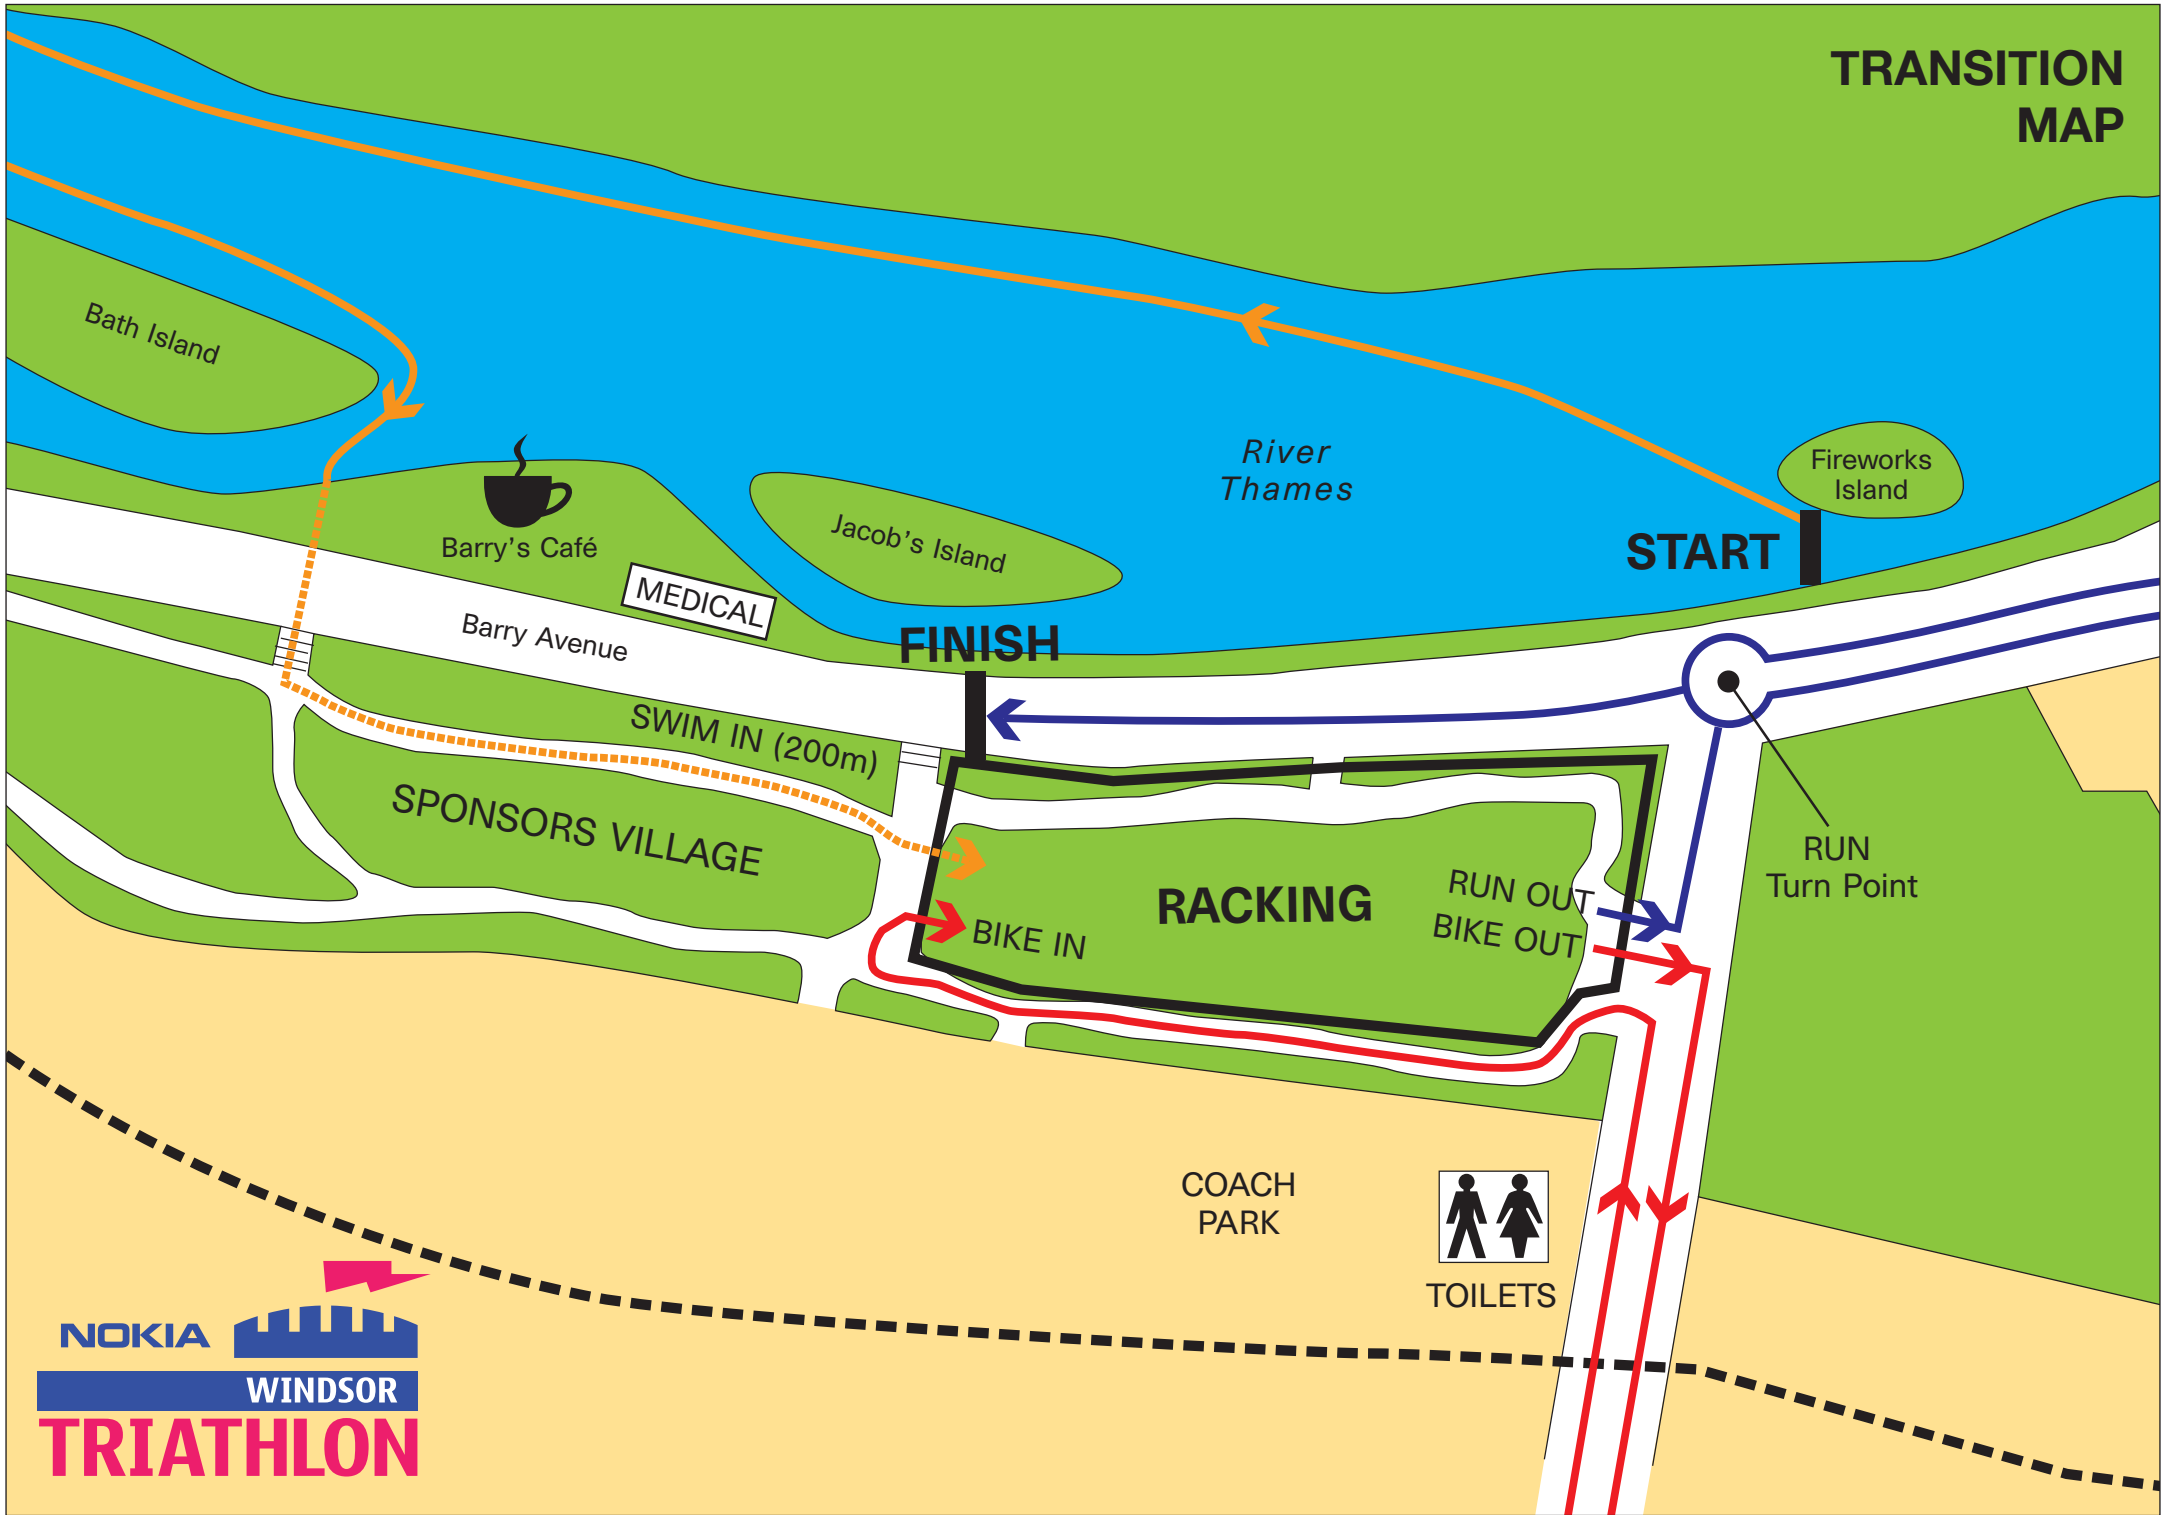 TRANSITION
MAP
Bath Island
Barry's Café
MEDICAL
Barry Avenue
Jacob's Island
River
Thames
Fireworks
Island
START
FINISH
SWIM IN (200m)
SPONSORS VILLAGE
RACKING
BIKE IN
RUN OUT
BIKE OUT
RUN
Turn Point
COACH
PARK
TOILETS
NOKIA
WINDSOR
TRIATHLON